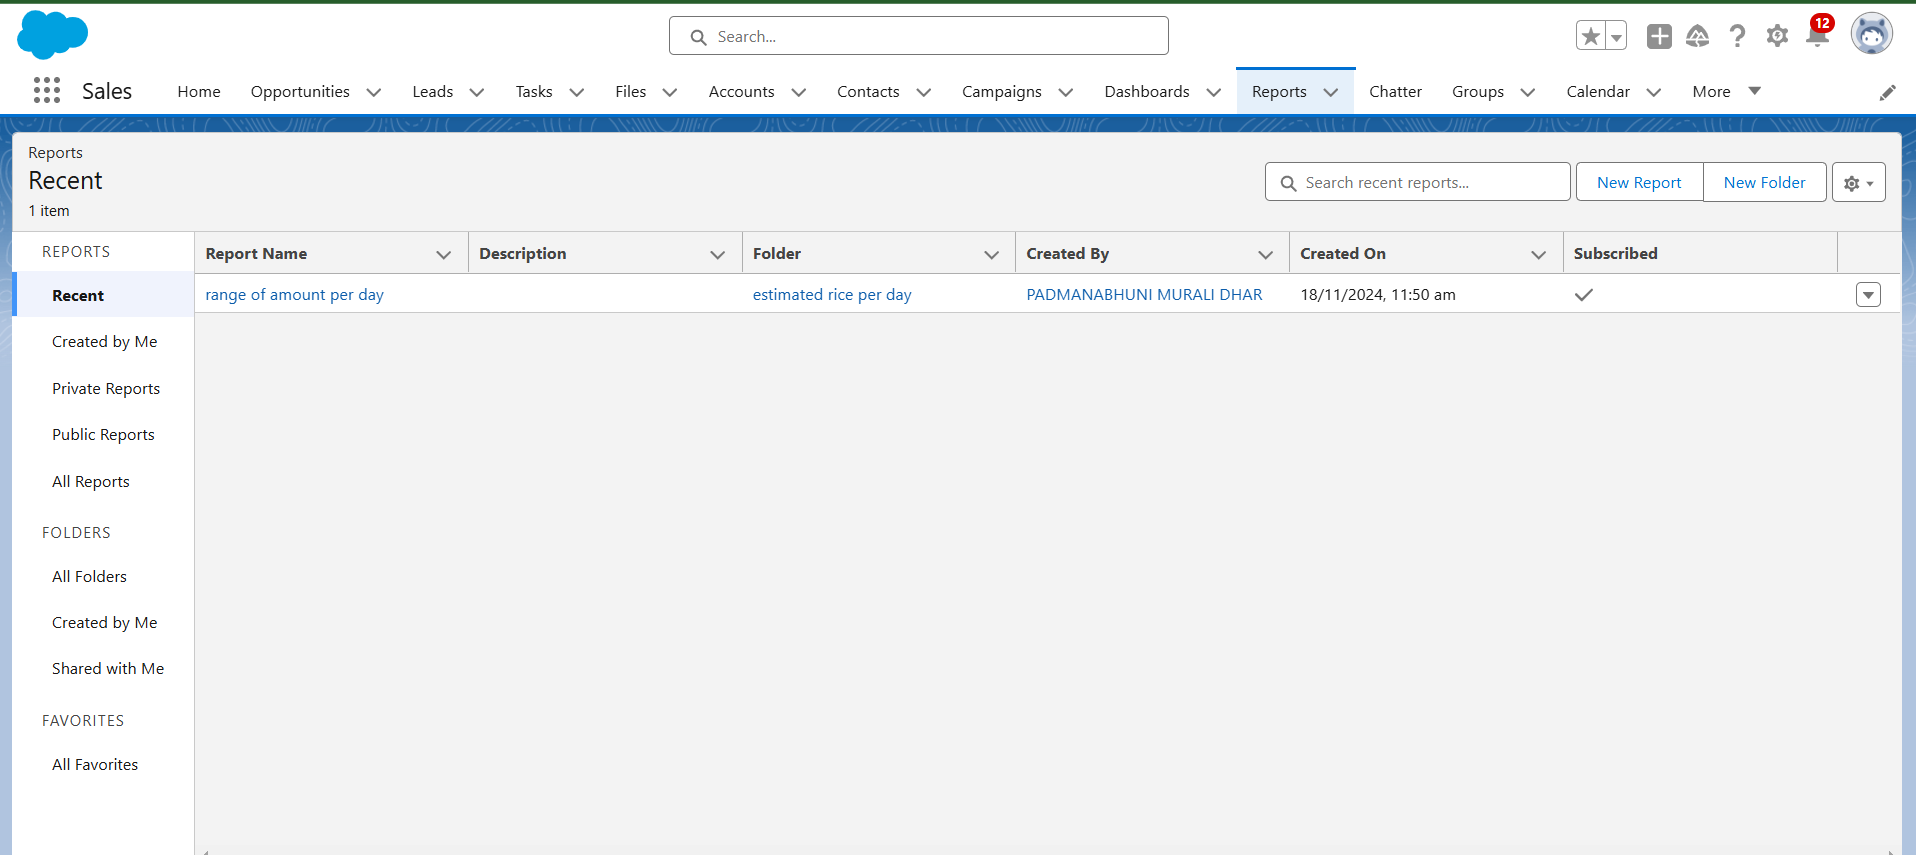 Search...
12
Sales Home Opportunities Leads Tasks Files Accounts Contacts Campaigns Dashboards Reports Chatter Groups Calendar More
Reports
Recent
1 item
Search recent reports... New Report New Folder
REPORTS
Recent
Created by Me
Private Reports
Public Reports
All Reports
FOLDERS
All Folders
Created by Me
Shared with Me
FAVORITES
All Favorites
Report Name Description Folder Created By Created On Subscribed
range of amount per day estimated rice per day PADMANABHUNI MURALI DHAR 18/11/2024, 11:50 am